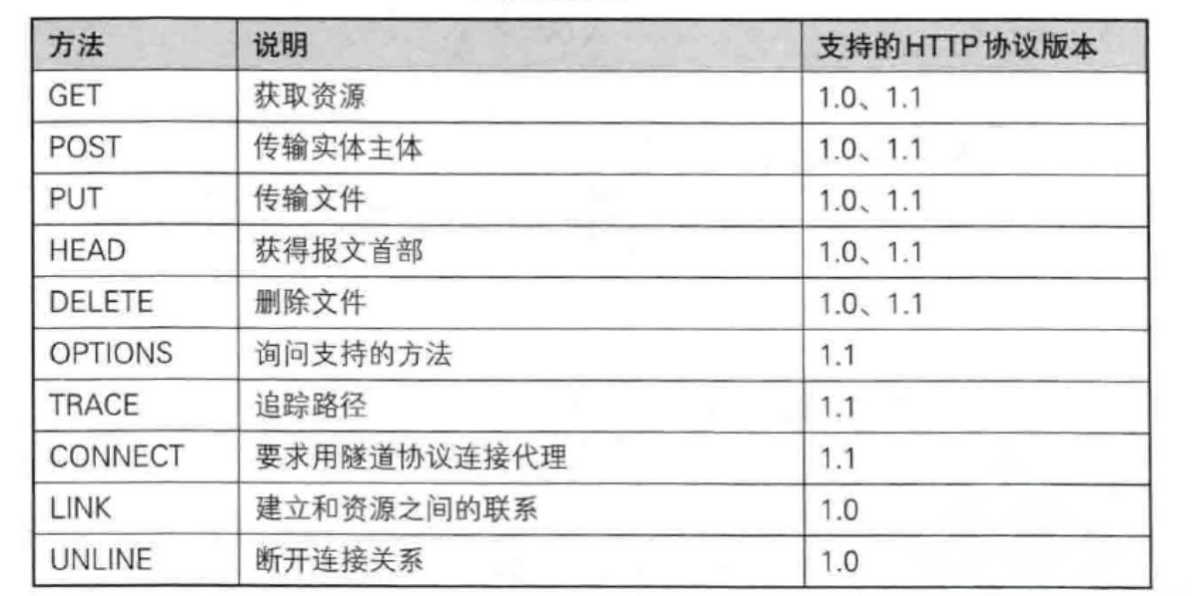 方法 说明 支持的HTTP协议版本
GET 获取资源 1.0、1.1
POST 传输实体主体 1.0、1.1
PUT 传输文件 1.0、1.1
HEAD 获得报文首部 1.0、1.1
DELETE 删除文件 1.0、1.1
OPTIONS 询问支持的方法 1.1
TRACE 追踪路径 1.1
CONNECT 要求用隧道协议连接代理 1.1
LINK 建立和资源之间的联系 1.0
UNLINE 断开连接关系 1.0